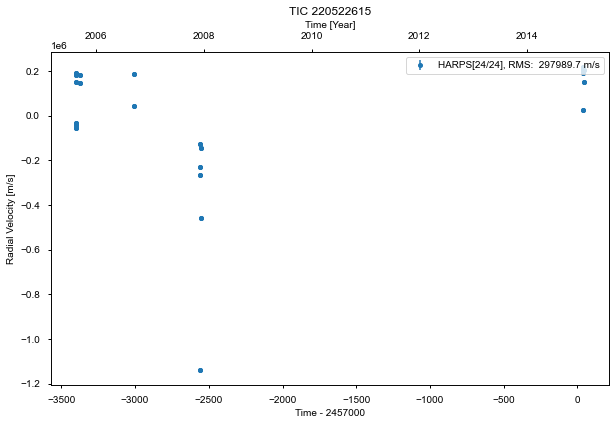 TIC 220522615
Time [Year]
2006 2008 2010 2012 2014
1e6
HARPS[24/24], RMS: 297989.7 m/s
0.2
0.0
−0.2
−0.4
−0.6
−0.8
−1.0
−1.2
Radial Velocity [m/s]
−3500 −3000 −2500 −2000 −1500 −1000 −500 0
Time - 2457000